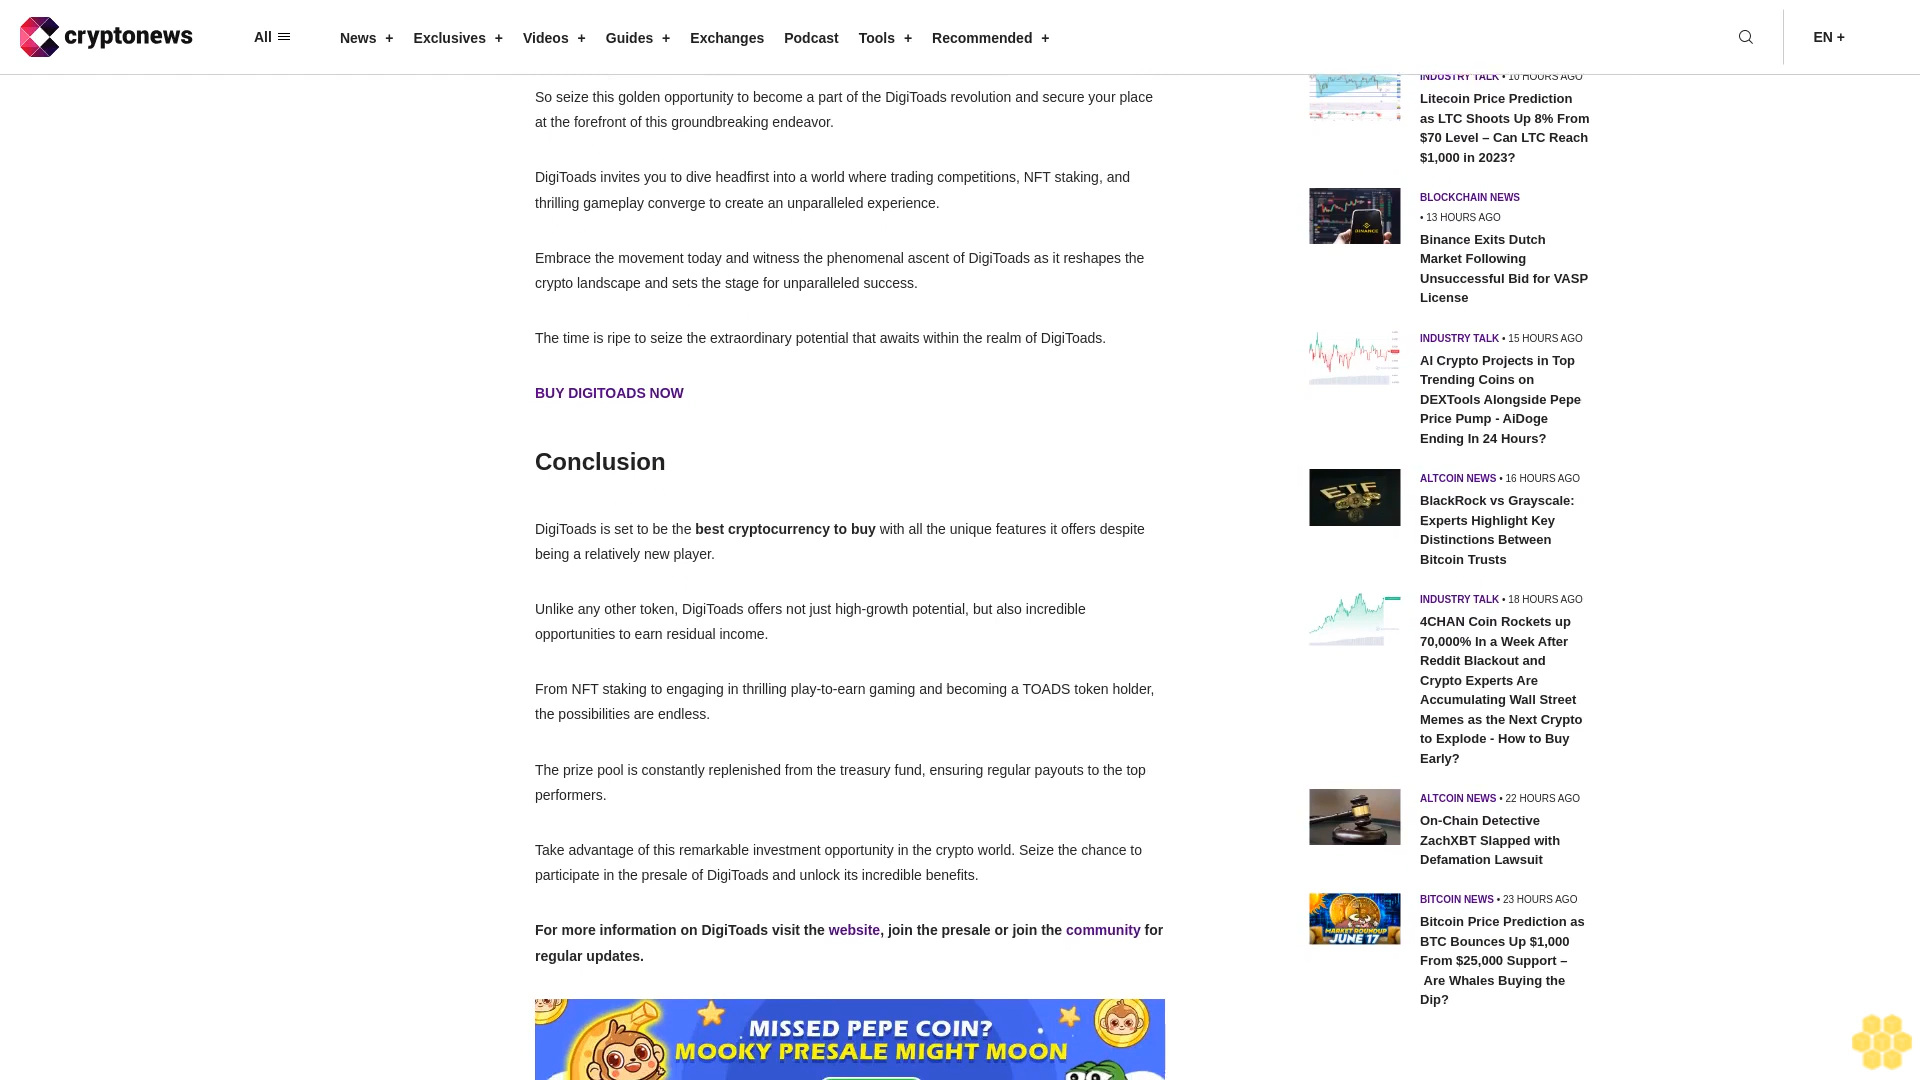 cryptonews
All
News +
Exclusives +
Videos +
Guides +
Exchanges
Podcast
Tools +
Recommended +
EN +
So seize this golden opportunity to become a part of the DigiToads revolution and secure your place
at the forefront of this groundbreaking endeavor.
DigiToads invites you to dive headfirst into a world where trading competitions, NFT staking, and
thrilling gameplay converge to create an unparalleled experience.
Embrace the movement today and witness the phenomenal ascent of DigiToads as it reshapes the
crypto landscape and sets the stage for unparalleled success.
The time is ripe to seize the extraordinary potential that awaits within the realm of DigiToads.
BUY DIGITOADS NOW
Conclusion
DigiToads is set to be the best cryptocurrency to buy with all the unique features it offers despite
being a relatively new player.
Unlike any other token, DigiToads offers not just high-growth potential, but also incredible
opportunities to earn residual income.
From NFT staking to engaging in thrilling play-to-earn gaming and becoming a TOADS token holder,
the possibilities are endless.
The prize pool is constantly replenished from the treasury fund, ensuring regular payouts to the top
performers.
Take advantage of this remarkable investment opportunity in the crypto world. Seize the chance to
participate in the presale of DigiToads and unlock its incredible benefits.
For more information on DigiToads visit the website, join the presale or join the community for
regular updates.
MISSED PEPE COIN?
MOOKY PRESALE MIGHT MOON
INDUSTRY TALK • 10 HOURS AGO
Litecoin Price Prediction
as LTC Shoots Up 8% From
$70 Level – Can LTC Reach
$1,000 in 2023?
BINANCE
BLOCKCHAIN NEWS
• 13 HOURS AGO
Binance Exits Dutch
Market Following
Unsuccessful Bid for VASP
License
INDUSTRY TALK • 15 HOURS AGO
AI Crypto Projects in Top
Trending Coins on
DEXTools Alongside Pepe
Price Pump - AiDoge
Ending In 24 Hours?
ETF
ALTCOIN NEWS • 16 HOURS AGO
BlackRock vs Grayscale:
Experts Highlight Key
Distinctions Between
Bitcoin Trusts
INDUSTRY TALK • 18 HOURS AGO
4CHAN Coin Rockets up
70,000% In a Week After
Reddit Blackout and
Crypto Experts Are
Accumulating Wall Street
Memes as the Next Crypto
to Explode - How to Buy
Early?
ALTCOIN NEWS • 22 HOURS AGO
On-Chain Detective
ZachXBT Slapped with
Defamation Lawsuit
MARKET ROUNDUP
JUNE 17
BITCOIN NEWS • 23 HOURS AGO
Bitcoin Price Prediction as
BTC Bounces Up $1,000
From $25,000 Support –
Are Whales Buying the
Dip?